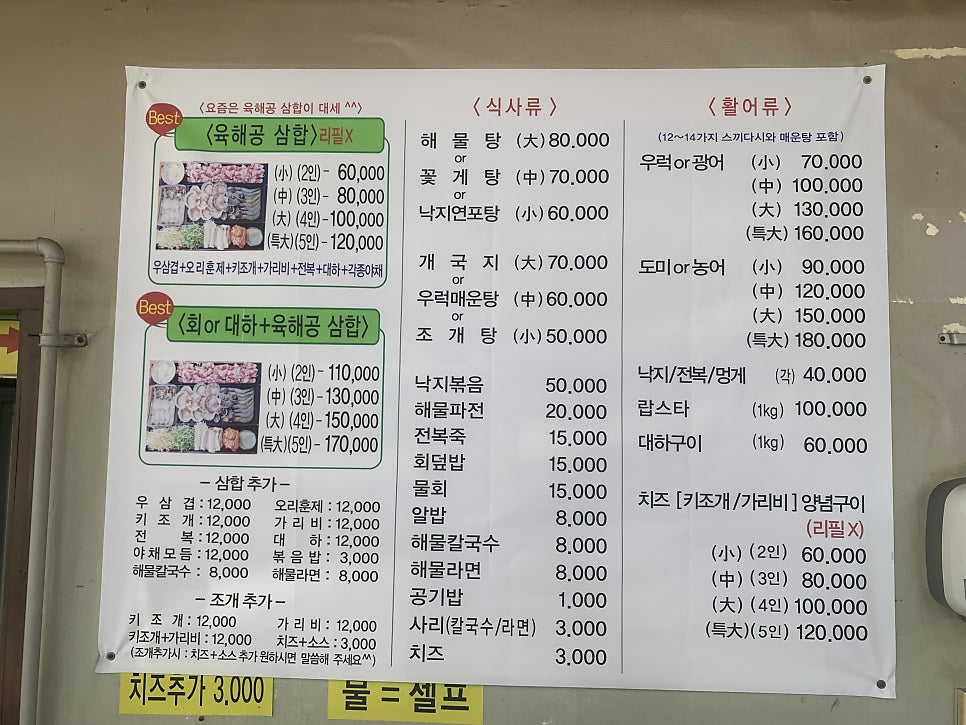 <요즘은 육해공 삼합이 대세 ^^>
Best
<육해공 삼합>리필X
(小) (2인) - 60,000
(中) (3인) - 80,000
(大) (4인) - 100,000
(특大)(5인) - 120,000
우삼겹+오리훈제+키조개+가리비+전복+대하+각종야채
Best
<회or 대하+육해공 삼합>
(小) (2인) - 110,000
(中) (3인) - 130,000
(大) (4인) - 150,000
(특大)(5인) - 170,000
- 삼합 추가 -
우 삼 겹 : 12,000 오리훈제 : 12,000
키 조 개 : 12,000 가 리 비 : 12,000
전 복 : 12,000 대 하 : 12,000
야채모듬 : 12,000 볶음밥 : 3,000
해물칼국수 : 8,000 해물라면 : 8,000
- 조개 추가 -
키 조 개 : 12,000 가 리 비 : 12,000
키조개+가리비 : 12,000 치즈+소스 : 3,000
(조개추가시 : 치즈+소스 추가 원하시면 말씀해 주세요^^)
<식사류>
해 물 탕 (大) 80.000
or
꽃 게 탕 (中) 70.000
or
낙지연포탕 (小) 60.000
개 국 지 (大) 70.000
or
우럭매운탕 (中) 60.000
or
조 개 탕 (小) 50.000
낙지볶음 50.000
해물파전 20.000
전복죽 15.000
회덮밥 15.000
물회 15.000
알밥 8.000
해물칼국수 8.000
해물라면 8.000
공기밥 1.000
사리(칼국수/라면) 3.000
치즈 3.000
<활어류>
(12~14가지 스끼다시와 매운탕 포함)
우럭 or 광어 (小) 70.000
(中) 100.000
(大) 130.000
(특大) 160.000
도미 or 농어 (小) 90.000
(中) 120.000
(大) 150.000
(특大) 180.000
낙지/전복/멍게 (각) 40.000
랍스타 (1kg) 100.000
대하구이 (1kg) 60.000
치즈 [키조개/가리비] 양념구이
(리필X)
(小) (2인) 60.000
(中) (3인) 80.000
(大) (4인) 100.000
(특大)(5인) 120.000
치즈추가 3,000
물 = 셀프